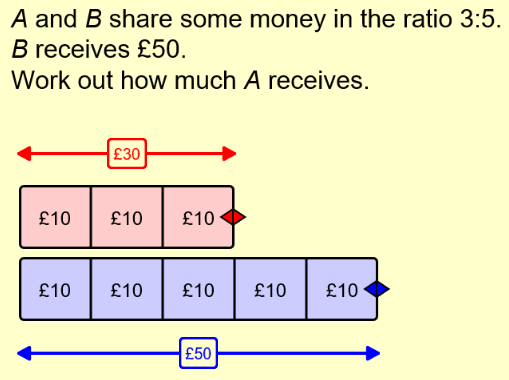 A and B share some money in the ratio 3:5.
B receives £50.
Work out how much A receives.
£30
£10 £10 £10
£10 £10 £10 £10 £10
£50